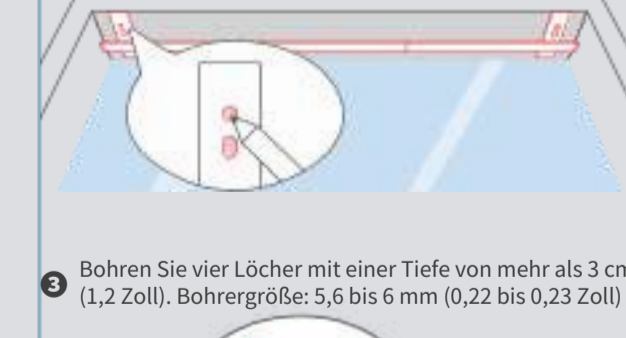 3 Bohren Sie vier Löcher mit einer Tiefe von mehr als 3 cm
(1,2 Zoll). Bohrergröße: 5,6 bis 6 mm (0,22 bis 0,23 Zoll)